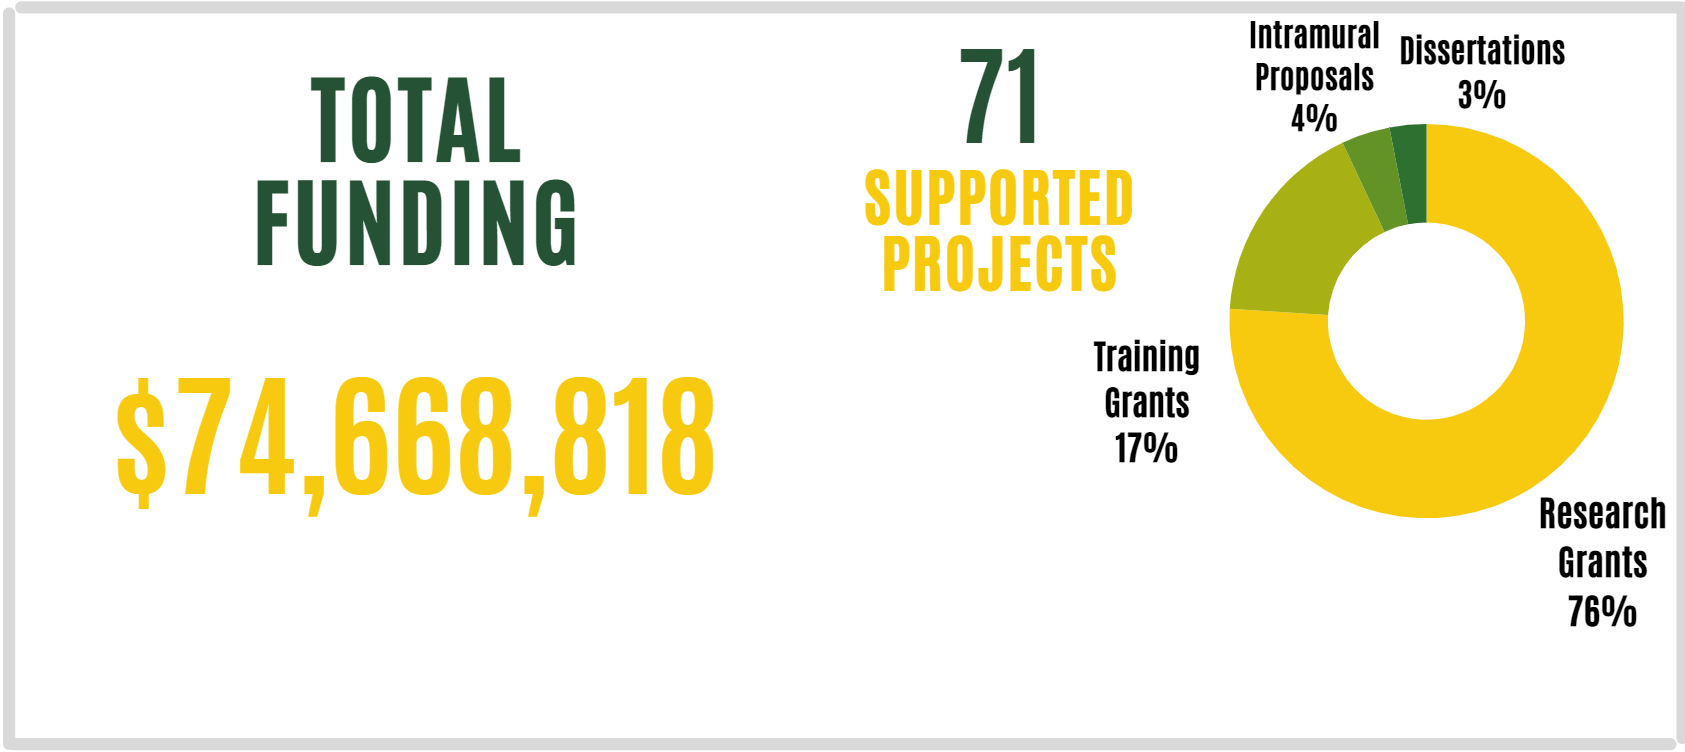 TOTAL
FUNDING
$74,668,818
71
SUPPORTED
PROJECTS
Intramural
Proposals
4%
Dissertations
3%
Training
Grants
17%
Research
Grants
76%